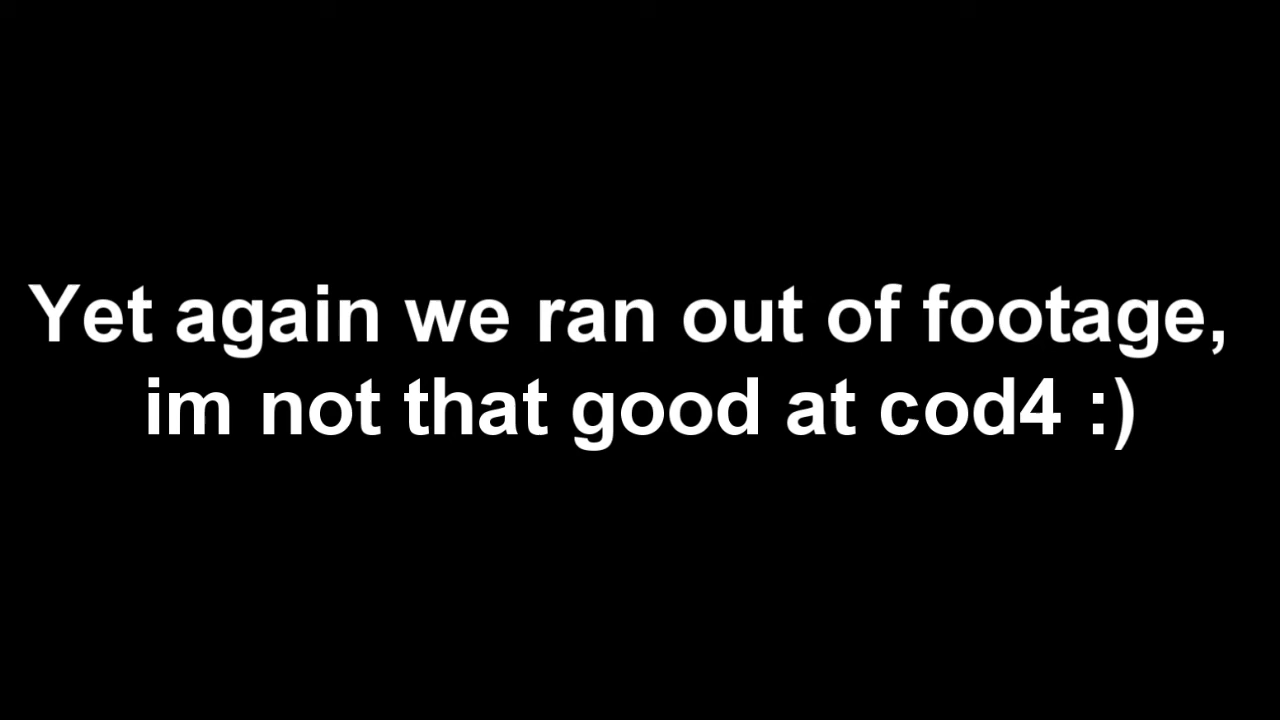 Yet again we ran out of footage,
im not that good at cod4 :)